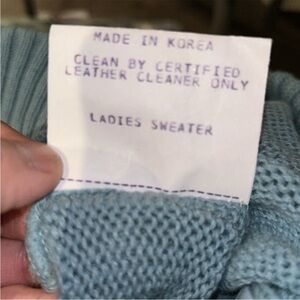 MADE IN KOREA
CLEAN BY CERTIFIED
LEATHER CLEANER ONLY
LADIES SWEATER